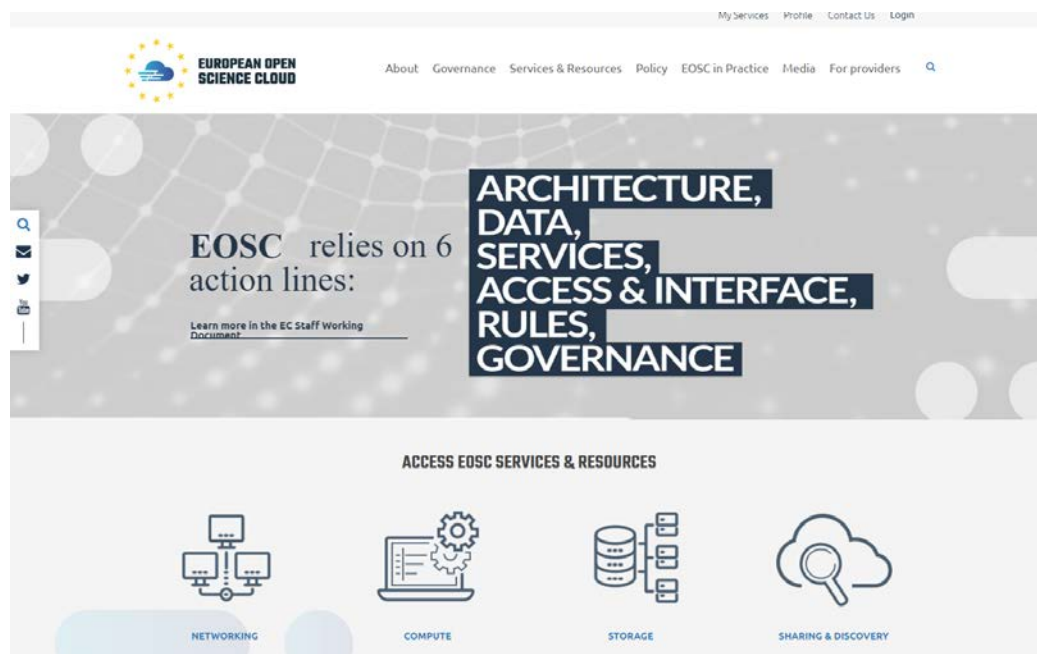 My Services Profile Contact Us Login
EUROPEAN OPEN
SCIENCE CLOUD
About Governance Services & Resources Policy EOSC in Practice Media For providers
ARCHITECTURE,
DATA,
SERVICES,
ACCESS & INTERFACE,
RULES,
GOVERNANCE
EOSC relies on 6
action lines:
Learn more in the EC Staff Working
Document
You
Tube
ACCESS EOSC SERVICES & RESOURCES
NETWORKING COMPUTE STORAGE SHARING & DISCOVERY